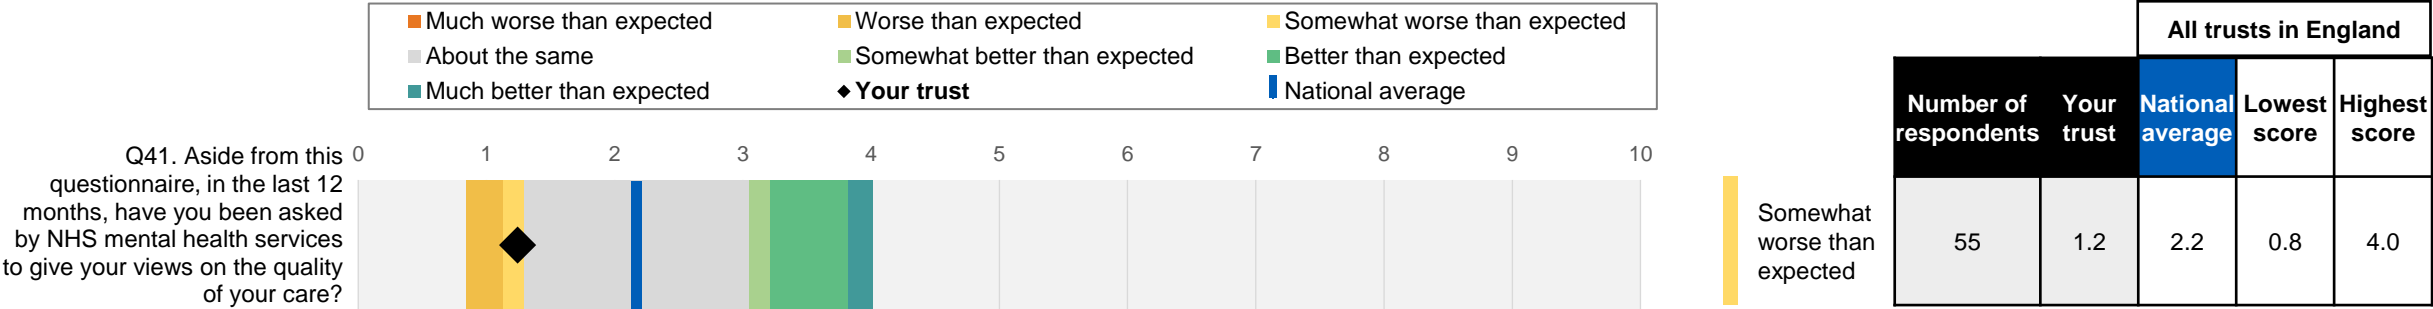 Much worse than expected
Worse than expected
Somewhat worse than expected
About the same
Somewhat better than expected
Better than expected
Much better than expected
Your trust
National average
Q41. Aside from this
questionnaire, in the last 12
months, have you been asked
by NHS mental health services
to give your views on the quality
of your care?
0 1 2 3 4 5 6 7 8 9 10
Somewhat
worse than
expected
All trusts in England
Number of
respondents
Your
trust
National
average
Lowest
score
Highest
score
55 1.2 2.2 0.8 4.0